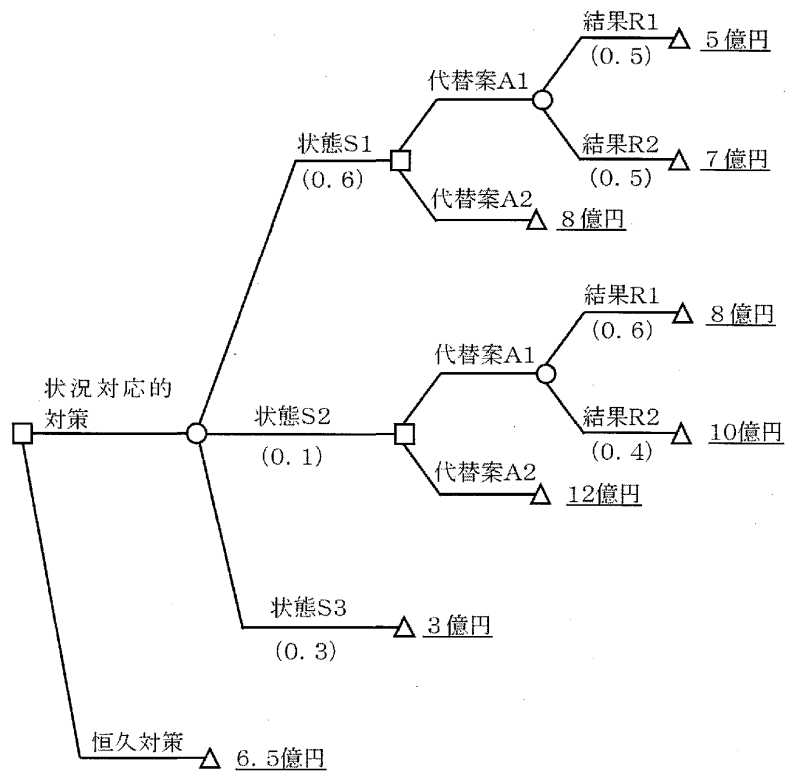 結果R1
(0.5)
5億円
代替案A1
結果R2
(0.5)
7億円
状態S1
(0.6)
代替案A2
8億円
結果R1
(0.6)
8億円
代替案A1
結果R2
(0.4)
10億円
状況対応的
対策
状態S2
(0.1)
代替案A2
12億円
状態S3
(0.3)
3億円
恒久対策
6.5億円